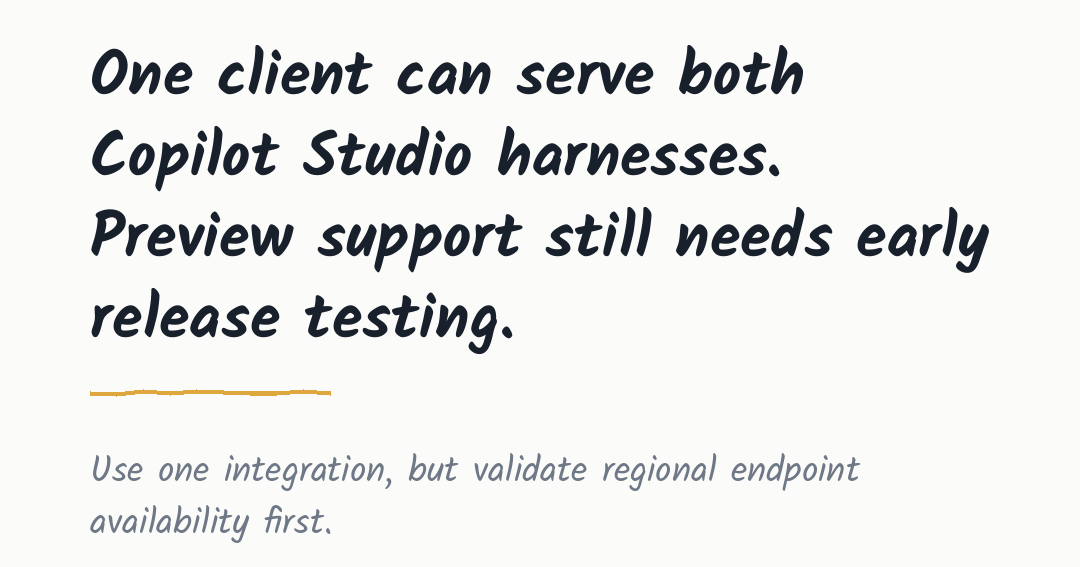 One client can serve both
Copilot Studio harnesses.
Preview support still needs early
release testing.
Use one integration, but validate regional endpoint
availability first.